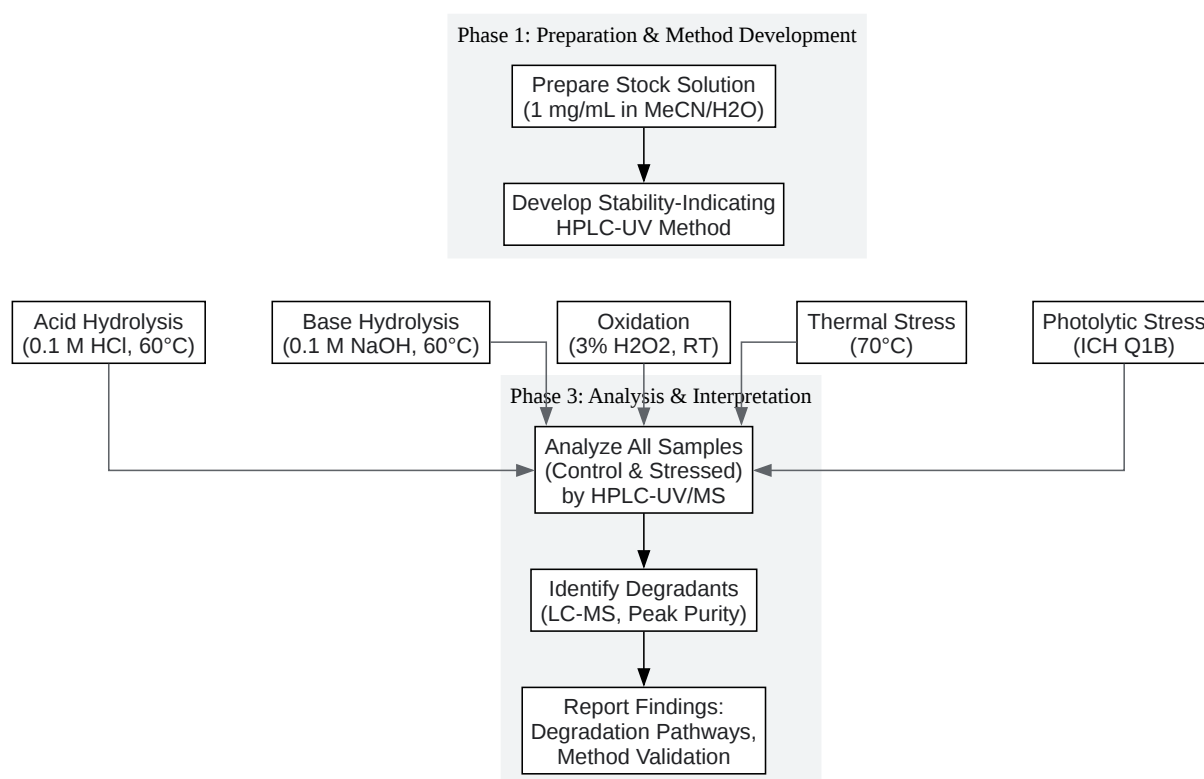 Phase 1: Preparation & Method Development
Prepare Stock Solution
(1 mg/mL in MeCN/H2O)
Develop Stability-Indicating
HPLC-UV Method
Acid Hydrolysis
(0.1 M HCl, 60°C)
Base Hydrolysis
(0.1 M NaOH, 60°C)
Oxidation
(3% H2O2, RT)
Thermal Stress
(70°C)
Photolytic Stress
(ICH Q1B)
Phase 3: Analysis & Interpretation
Analyze All Samples
(Control & Stressed)
by HPLC-UV/MS
Identify Degradants
(LC-MS, Peak Purity)
Report Findings:
Degradation Pathways,
Method Validation